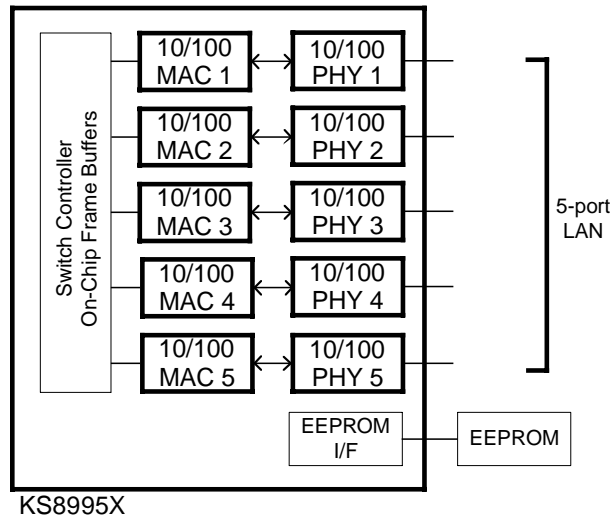 Switch Controller
On-Chip Frame Buffers
10/100
MAC 1
10/100
PHY 1
10/100
MAC 2
10/100
PHY 2
10/100
MAC 3
10/100
PHY 3
10/100
MAC 4
10/100
PHY 4
10/100
MAC 5
10/100
PHY 5
5-port
LAN
EEPROM
I/F
EEPROM
KS8995X